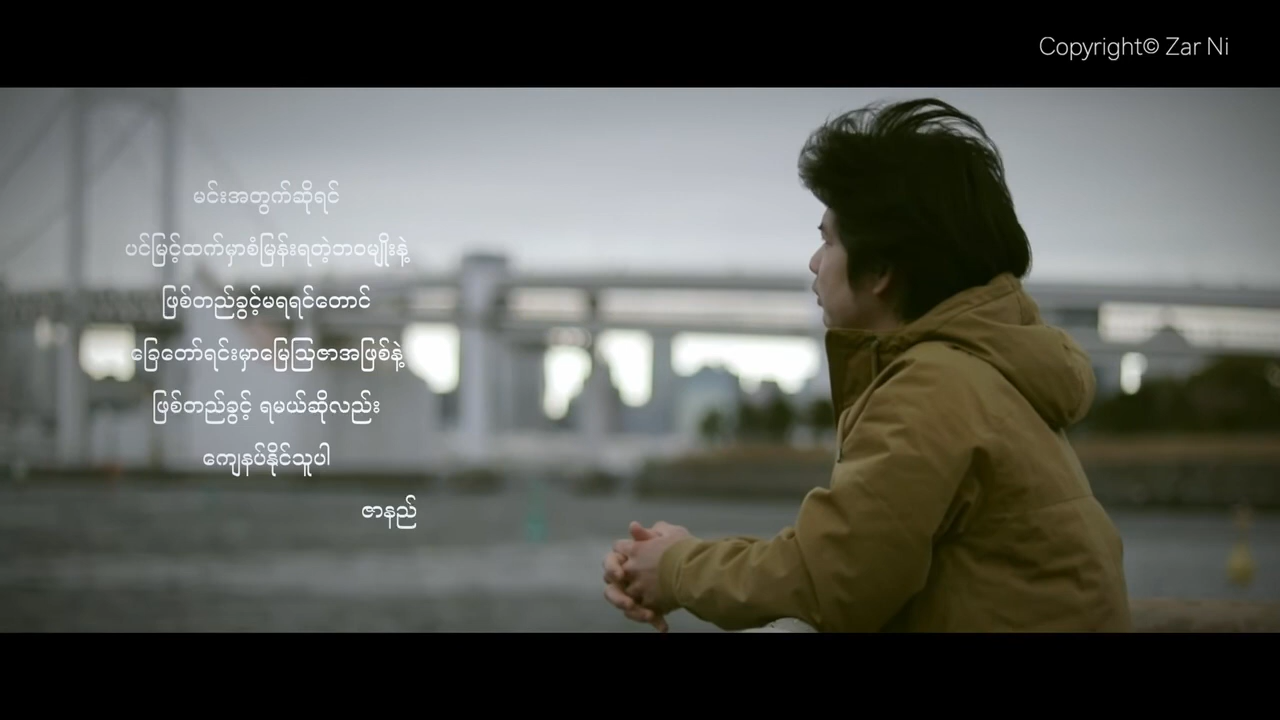 Copyright© Zar Ni
မင်းအတွက်ဆိုရင်
ပင်မြင့်ထက်မှာစံမြန်းရတဲ့ဘဝမျိုးနဲ့
ဖြစ်တည်ခွင့်မရရင်တောင်
ခြေတော်ရင်းမှာမြေဩဇာအဖြစ်နဲ့
ဖြစ်တည်ခွင့် ရမယ်ဆိုလည်း
ကျေနပ်နိုင်သူပါ
ဇာနည်